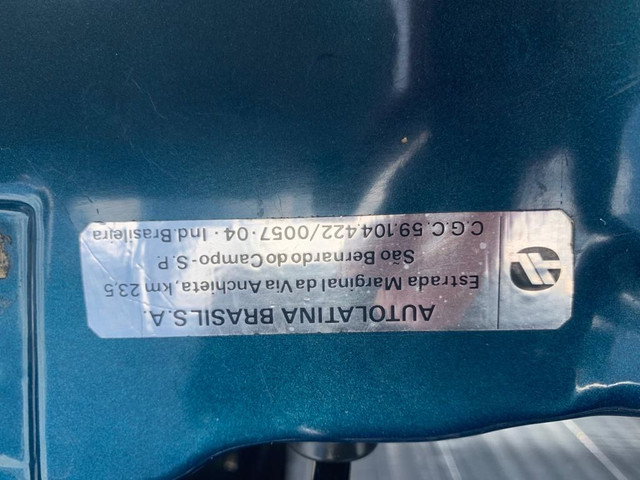 AUTOLATINA BRASIL S.A.
Estrada Marginal da Via Anchieta, km 23,5
São Bernardo do Campo - S.P.
C.G.C. 59.104.422/0057-04 - Ind. Brasileira